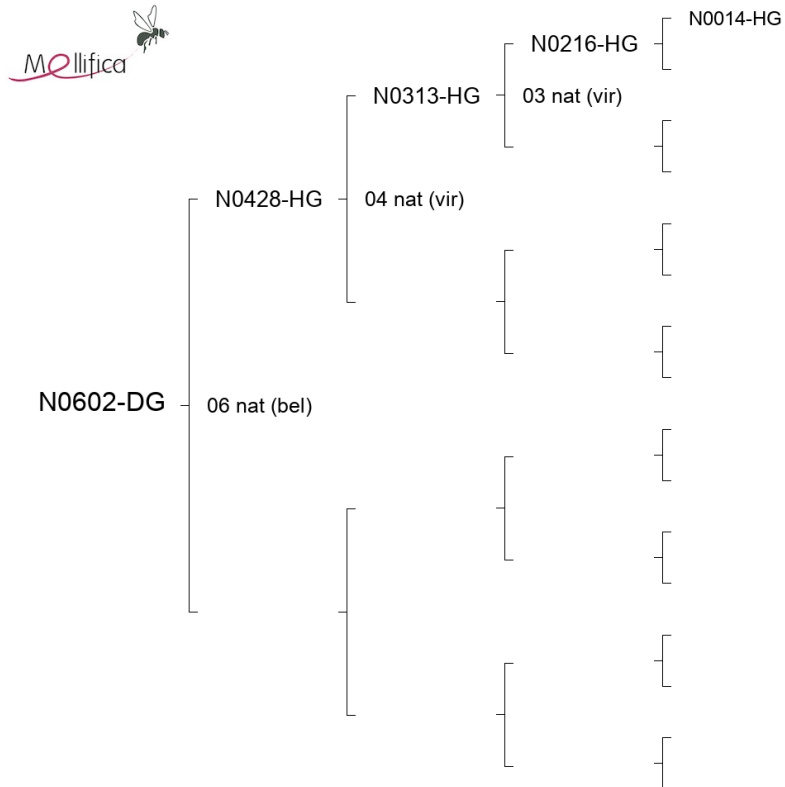 Mellifica
N0014-HG
N0216-HG
N0313-HG
03 nat (vir)
N0428-HG
04 nat (vir)
N0602-DG
06 nat (bel)